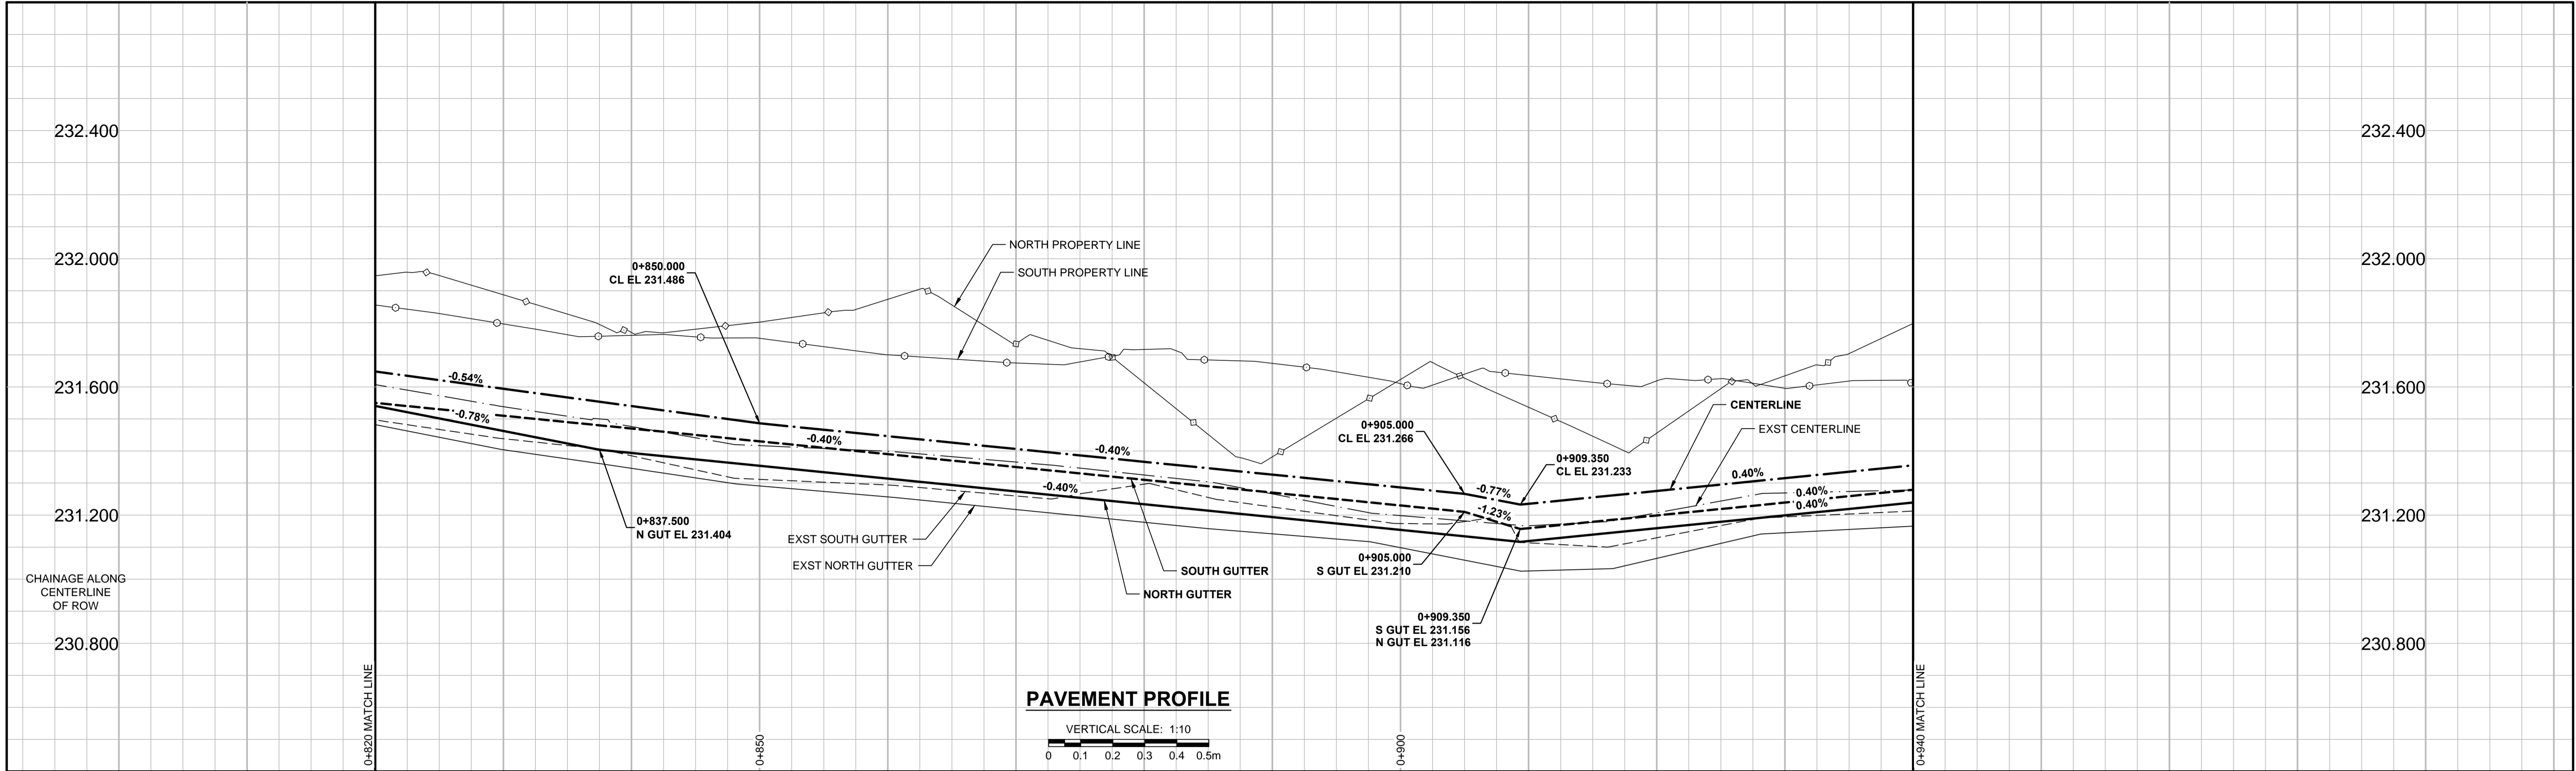 232.400
232.400
NORTH PROPERTY LINE
232.000
232.000
0+850.000
CL EL 231.486
SOUTH PROPERTY LINE
-0.54%
231.600
231.600
-0.78%
CENTERLINE
0+905.000
CL EL 231.266
EXST CENTERLINE
-0.40%
-0.40%
0+909.350
CL EL 231.233
0.40%
-0.40%
-0.77%
0.40%
0.40%
-1.23%
231.200
231.200
0+837.500
N GUT EL 231.404
EXST SOUTH GUTTER
EXST NORTH GUTTER
0+905.000
S GUT EL 231.210
SOUTH GUTTER
NORTH GUTTER
CHAINAGE ALONG
CENTERLINE
OF ROW
0+909.350
S GUT EL 231.156
N GUT EL 231.116
230.800
230.800
0+820 MATCH LINE
0+850
PAVEMENT PROFILE
VERTICAL SCALE: 1:10
0 0.1 0.2 0.3 0.4 0.5m
0+900
0+940 MATCH LINE